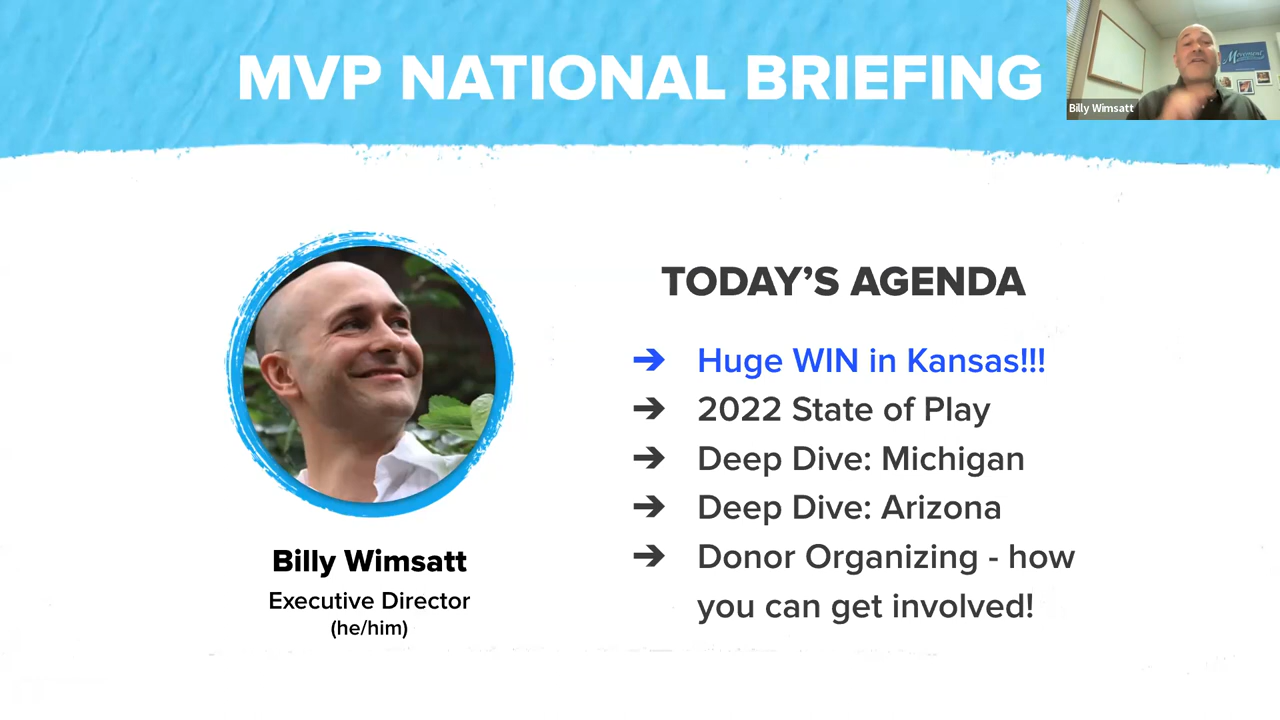 MVP NATIONAL BRIEFING
Billy Wimsatt
TODAY'S AGENDA
➔ Huge WIN in Kansas!!!
➔ 2022 State of Play
➔ Deep Dive: Michigan
➔ Deep Dive: Arizona
➔ Donor Organizing - how
you can get involved!
Billy Wimsatt
Executive Director
(he/him)